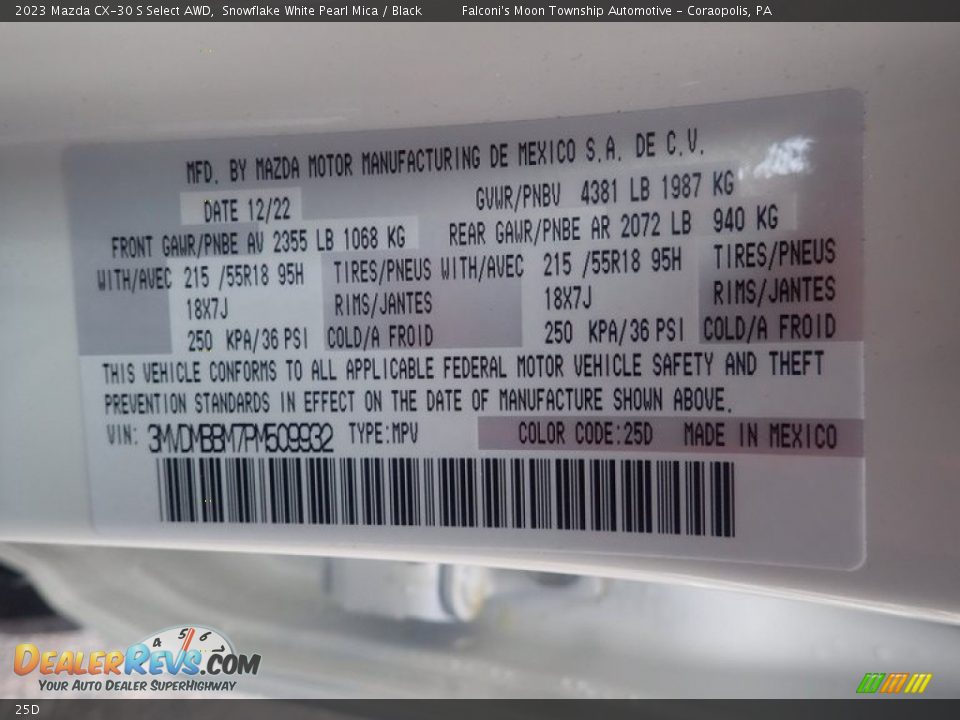 2023 Mazda CX-30 S Select AWD, Snowflake White Pearl Mica / Black Falconi's Moon Township Automotive - Coraopolis, PA
MFD. BY MAZDA MOTOR MANUFACTURING DE MEXICO S.A. DE C.V.
DATE 12/22 GVWR/PNBV 4381 LB 1987 KG
FRONT GAWR/PNBE AV 2355 LB 1068 KG REAR GAWR/PNBE AR 2072 LB 940 KG
WITH/AVEC 215 /55R18 95H TIRES/PNEUS WITH/AVEC 215 /55R18 95H TIRES/PNEUS
18X7J RIMS/JANTES 18X7J RIMS/JANTES
250 KPA/36 PSI COLD/A FROID 250 KPA/36 PSI COLD/A FROID
THIS VEHICLE CONFORMS TO ALL APPLICABLE FEDERAL MOTOR VEHICLE SAFETY AND THEFT
PREVENTION STANDARDS IN EFFECT ON THE DATE OF MANUFACTURE SHOWN ABOVE.
VIN: 3MVDMBBM7PM509932 TYPE:MPV COLOR CODE:25D MADE IN MEXICO
4 5 6
DEALERREVS.COM
YOUR AUTO DEALER SUPERHIGHWAY
25D